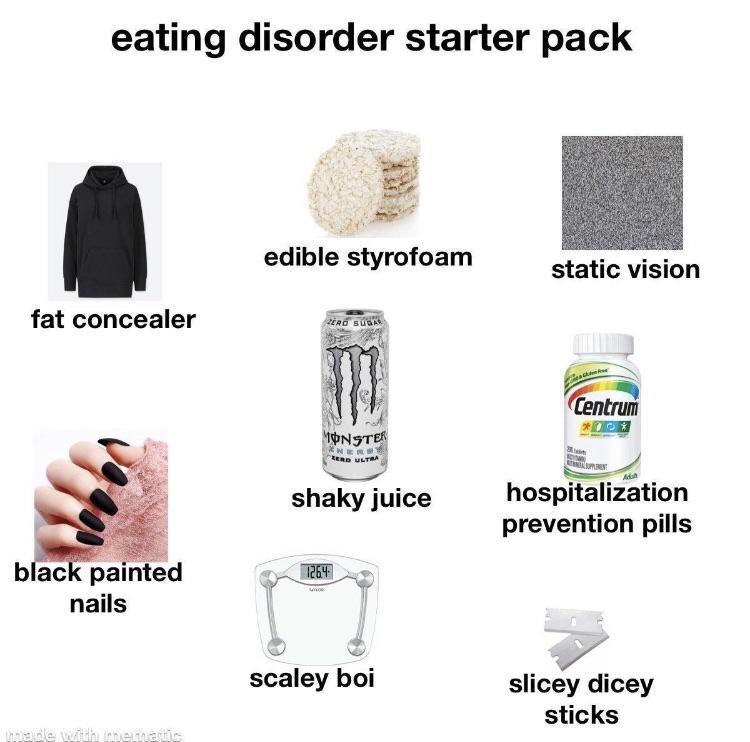 eating disorder starter pack
edible styrofoam
static vision
fat concealer
ZERO SUGAR
MONSTER
ENERGY
ZERO ULTRA
shaky juice
Centrum
Adults
hospitalization
prevention pills
black painted
nails
126.4
TAYLOR
scaley boi
slicey dicey
sticks
made with mematic